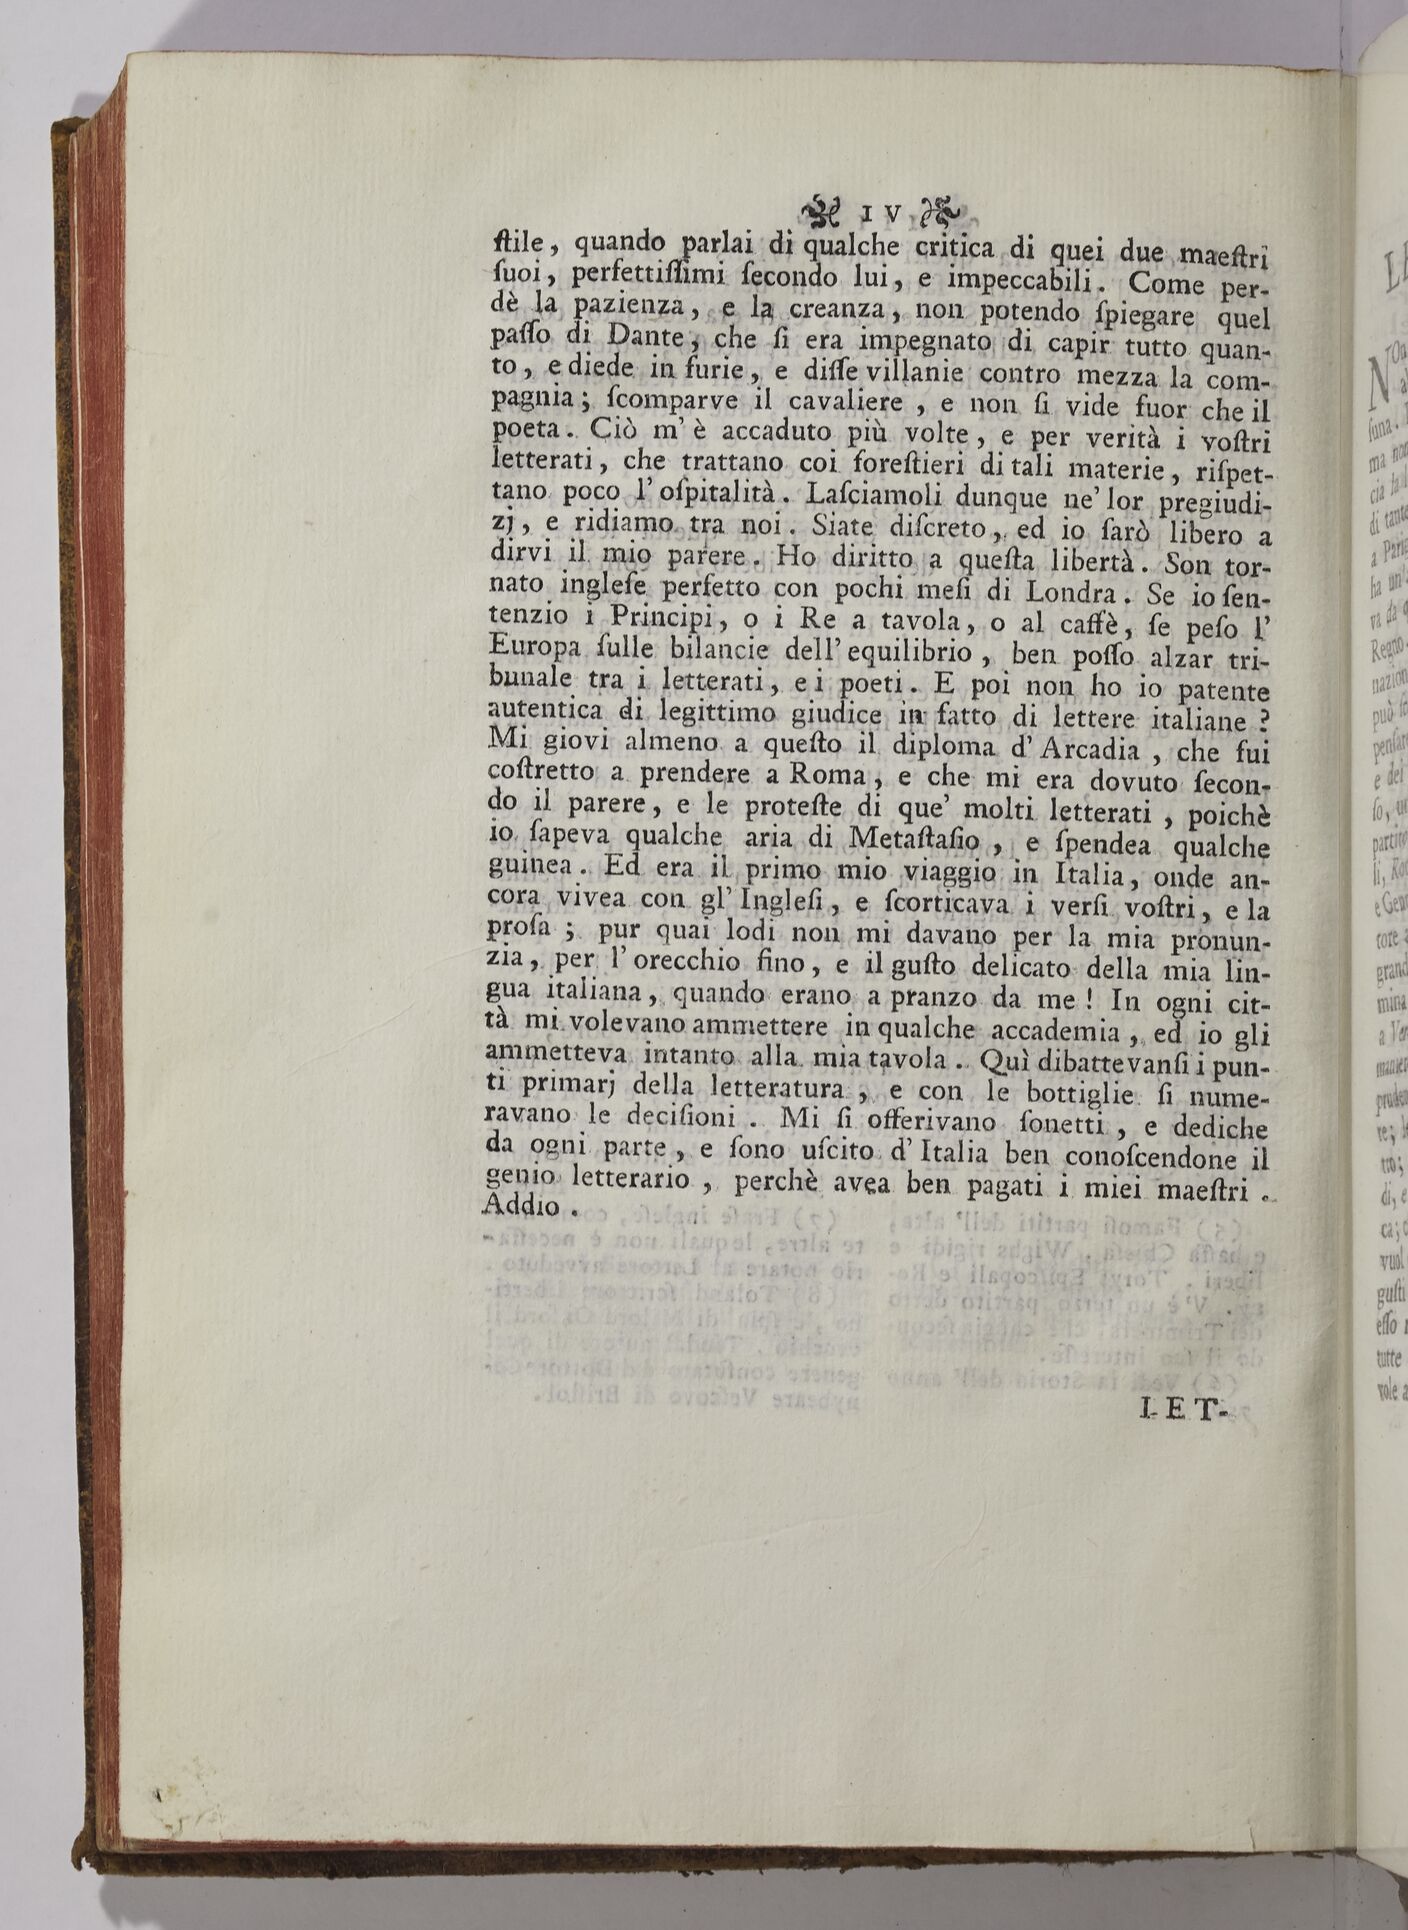 IV
ſtile, quando parlai di qualche critica di quei due maeſtri
ſuoi, perfettiſſimi ſecondo lui, e impeccabili. Come per-
dè la pazienza, e la creanza, non potendo ſpiegare quel
paſſo di Dante, che ſi era impegnato di capir tutto quan-
to, e diede in furie, e diſſe villanie contro mezza la com-
pagnia; ſcomparve il cavaliere, e non ſi vide fuor che il
poeta. Ciò m'è accaduto più volte, e per verità i voſtri
letterati, che trattano coi foreſtieri di tali materie, riſpet-
tano poco l'oſpitalità. Laſciamoli dunque ne' lor pregiudi-
zj, e ridiamo tra noi. Siate diſcreto, ed io ſarò libero a
dirvi il mio parere. Ho diritto a queſta libertà. Son tor-
nato ingleſe perfetto con pochi meſi di Londra. Se io ſen-
tenzio i Principi, o i Re a tavola, o al caffè, ſe peſo l'
Europa ſulle bilancie dell'equilibrio, ben poſſo alzar tri-
bunale tra i letterati, e i poeti. E poi non ho io patente
autentica di legittimo giudice in fatto di lettere italiane?
Mi giovi almeno a queſto il diploma d'Arcadia, che fui
coſtretto a prendere a Roma, e che mi era dovuto ſecon-
do il parere, e le proteſte di que' molti letterati, poichè
io ſapeva qualche aria di Metaſtaſio, e ſpendea qualche
guinea. Ed era il primo mio viaggio in Italia, onde an-
cora vivea con gl'Ingleſi, e ſcorticava i verſi voſtri, e la
proſa; pur quai lodi non mi davano per la mia pronun-
zia, per l'orecchio fino, e il guſto delicato della mia lin-
gua italiana, quando erano a pranzo da me! In ogni cit-
tà mi volevano ammettere in qualche accademia, ed io gli
ammetteva intanto alla mia tavola. Quì dibattevanſi i pun-
ti primarj della letteratura, e con le bottiglie ſi nume-
ravano le deciſioni. Mi ſi offerivano ſonetti, e dediche
da ogni parte, e ſono uſcito d'Italia ben conoſcendone il
genio letterario, perchè avea ben pagati i miei maeſtri.
Addio.
LET-